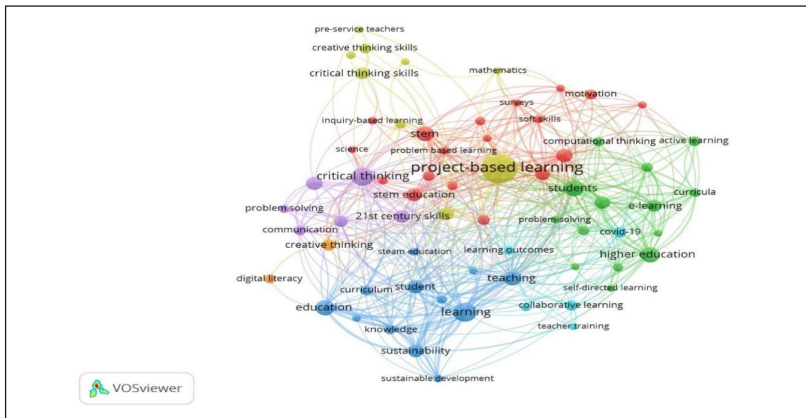 pre-service teachers
creative thinking skills
critical thinking skills
mathematics
motivation
surveys
soft skills
inquiry-based learning
stem
computational thinking
active learning
science
problem based learning
project-based learning
critical thinking
students
stem education
curricula
e-learning
problem-solving
21st century skills
problem solving
covid-19
communication
creative thinking
steam education
learning outcomes
higher education
digital literacy
teaching
curriculum
student
self-directed learning
education
learning
collaborative learning
knowledge
teacher training
sustainability
sustainable development
VOSviewer